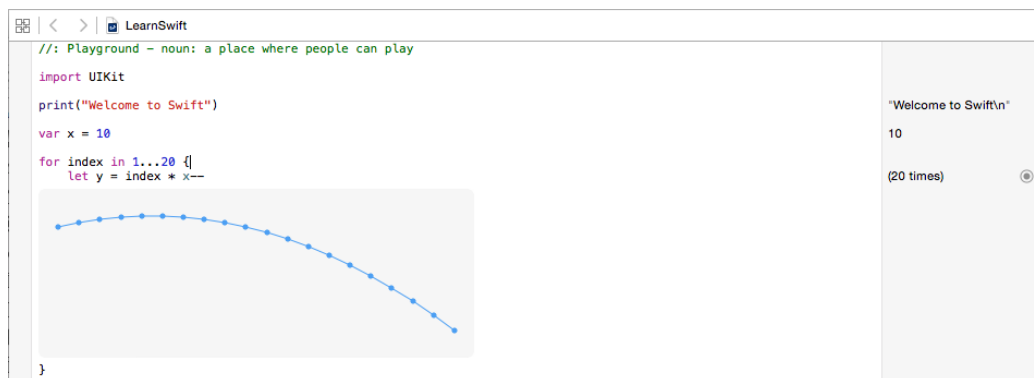 LearnSwift
//: Playground - noun: a place where people can play
import UIKit
print("Welcome to Swift")
"Welcome to Swift\n"
var x = 10
10
for index in 1...20 {
let y = index * x--
(20 times)
}